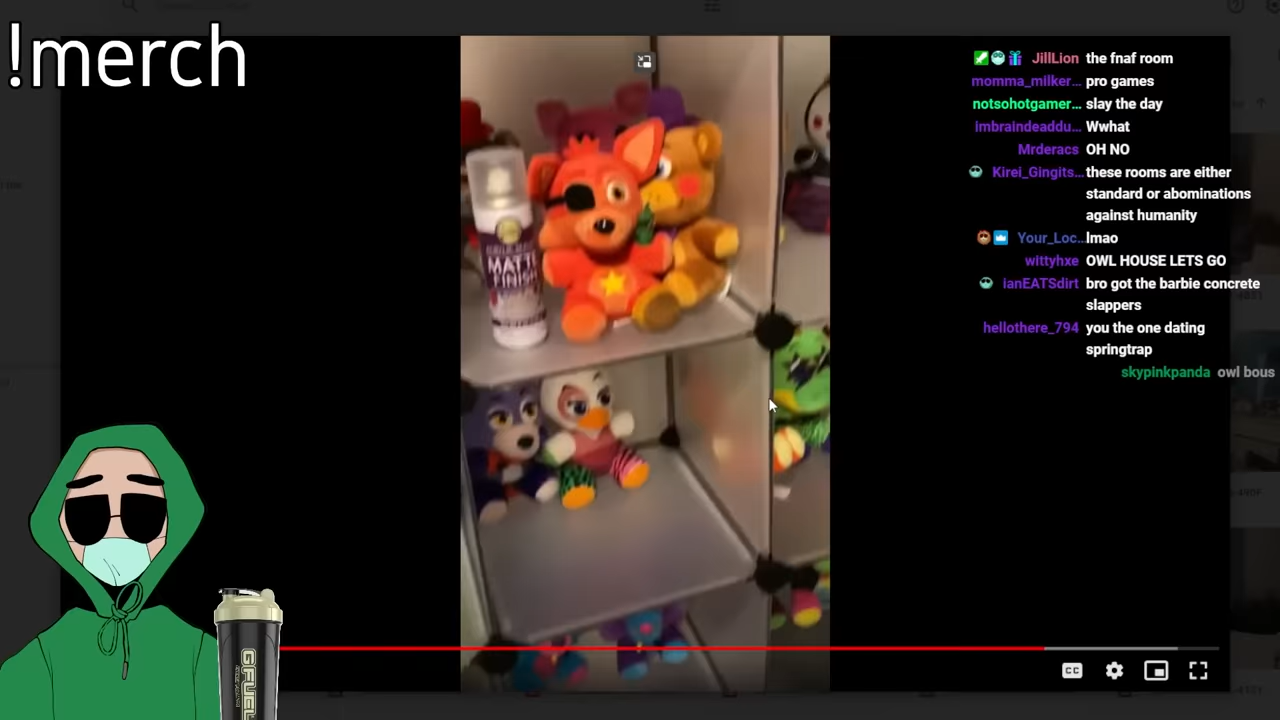 !merch
JillLion the fnaf room
momma_milker... pro games
notsohotgamer... slay the day
imbraindeaddu... Wwhat
Mrderacs OH NO
Kirei_Gingits... these rooms are either
standard or abominations
against humanity
Your_Loc... lmao
wittyhxe OWL HOUSE LETS GO
ianEATSdirt bro got the barbie concrete
slappers
hellothere_794 you the one dating
springtrap
skypinkpanda owl bous
MATTE
FINISH
GFUEL
CC